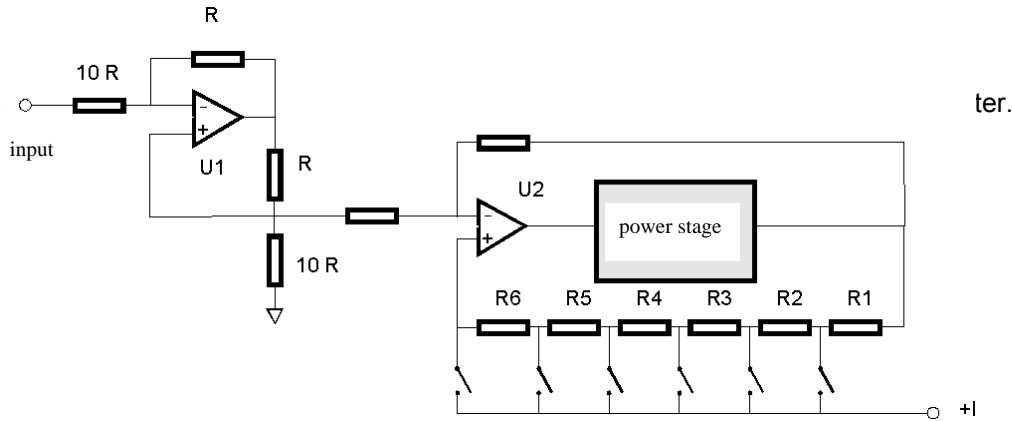 R
10 R
ter.
input
U1
R
U2
power stage
10 R
R6 R5 R4 R3 R2 R1
+I